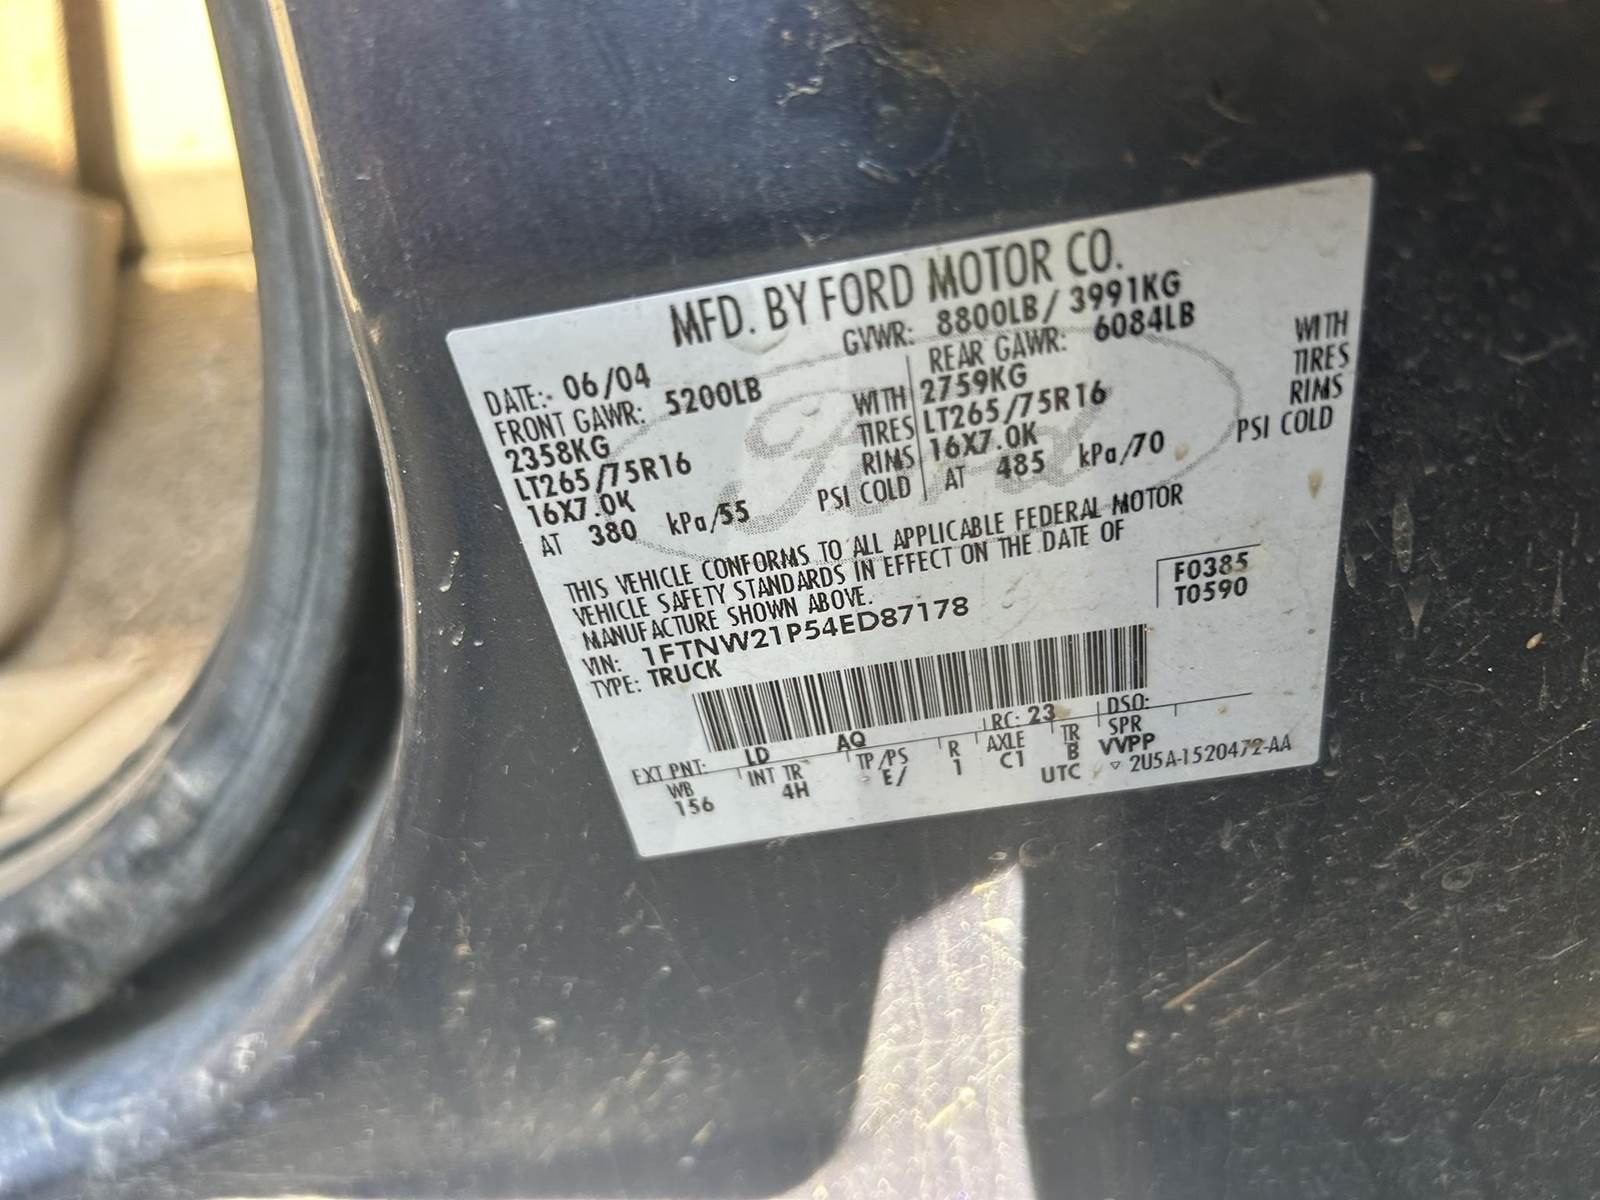 MFD. BY FORD MOTOR CO.
DATE: 06/04 GVWR: 8800LB/ 3991KG
FRONT GAWR: 5200LB REAR GAWR: 6084LB
2358KG WITH 2759KG WITH
LT265/75R16 TIRES LT265/75R16 TIRES
16X7.0K RIMS 16X7.0K RIMS
AT 380 kPa/55 PSI COLD AT 485 kPa/70 PSI COLD
Ford
THIS VEHICLE CONFORMS TO ALL APPLICABLE FEDERAL MOTOR
VEHICLE SAFETY STANDARDS IN EFFECT ON THE DATE OF
MANUFACTURE SHOWN ABOVE.
VIN: 1FTNW21P54ED87178
TYPE: TRUCK
F0385
T0590
EXT PNT: LD AQ RC: 23 DSO:
WB INT TR TP/PS R AXLE TR SPR
156 4H E/ 1 C1 B VVPP
UTC ▽ 2U5A-1520472-AA